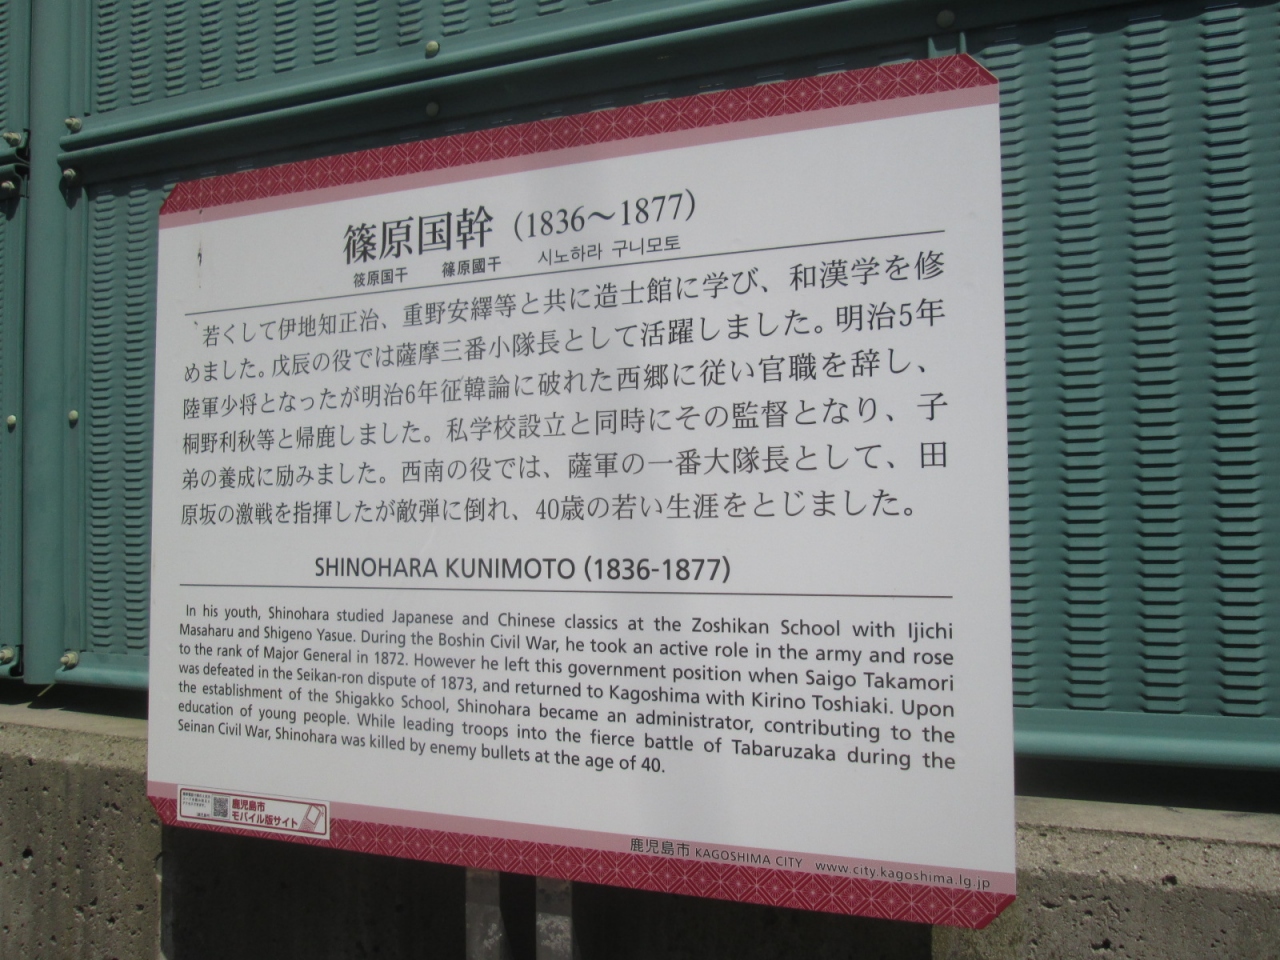 篠原国幹（1836～1877）
筱原国干 篠原國干 시노하라 구니모토
若くして伊地知正治、重野安繹等と共に造士館に学び、和漢学を修
めました。戊辰の役では薩摩三番小隊長として活躍しました。明治5年
陸軍少将となったが明治6年征韓論に破れた西郷に従い官職を辞し、
桐野利秋等と帰鹿しました。私学校設立と同時にその監督となり、子
弟の養成に励みました。西南の役では、薩軍の一番大隊長として、田
原坂の激戦を指揮したが敵弾に倒れ、40歳の若い生涯をとじました。
SHINOHARA KUNIMOTO (1836-1877)
In his youth, Shinohara studied Japanese and Chinese classics at the Zoshikan School with Ijichi
Masaharu and Shigeno Yasue. During the Boshin Civil War, he took an active role in the army and rose
to the rank of Major General in 1872. However he left this government position when Saigo Takamori
was defeated in the Seikan-ron dispute of 1873, and returned to Kagoshima with Kirino Toshiaki. Upon
the establishment of the Shigakko School, Shinohara became an administrator, contributing to the
education of young people. While leading troops into the fierce battle of Tabaruzaka during the
Seinan Civil War, Shinohara was killed by enemy bullets at the age of 40.
鹿児島市
モバイル版サイト
鹿児島市 KAGOSHIMA CITY www.city.kagoshima.lg.jp